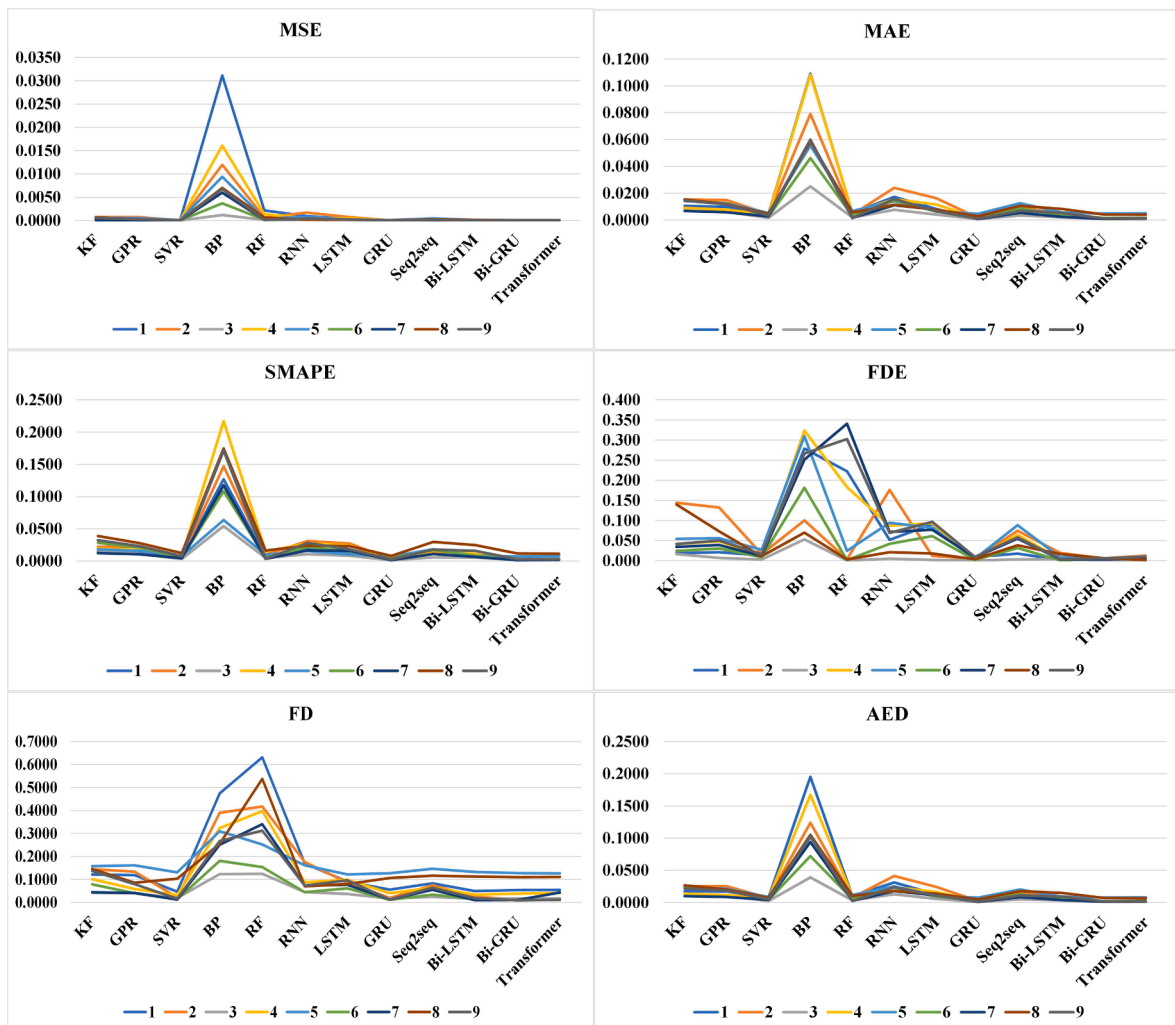 MSE
0.0350
0.0300
0.0250
0.0200
0.0150
0.0100
0.0050
0.0000
KF GPR SVR BP RF RNN LSTM GRU Seq2seq Bi-LSTM Bi-GRU Transformer
1 2 3 4 5 6 7 8 9
MAE
0.1200
0.1000
0.0800
0.0600
0.0400
0.0200
0.0000
KF GPR SVR BP RF RNN LSTM GRU Seq2seq Bi-LSTM Bi-GRU Transformer
1 2 3 4 5 6 7 8 9
SMAPE
0.2500
0.2000
0.1500
0.1000
0.0500
0.0000
KF GPR SVR BP RF RNN LSTM GRU Seq2seq Bi-LSTM Bi-GRU Transformer
1 2 3 4 5 6 7 8 9
FDE
0.400
0.350
0.300
0.250
0.200
0.150
0.100
0.050
0.000
KF GPR SVR BP RF RNN LSTM GRU Seq2seq Bi-LSTM Bi-GRU Transformer
1 2 3 4 5 6 7 8 9
FD
0.7000
0.6000
0.5000
0.4000
0.3000
0.2000
0.1000
0.0000
KF GPR SVR BP RF RNN LSTM GRU Seq2seq Bi-LSTM Bi-GRU Transformer
1 2 3 4 5 6 7 8 9
AED
0.2500
0.2000
0.1500
0.1000
0.0500
0.0000
KF GPR SVR BP RF RNN LSTM GRU Seq2seq Bi-LSTM Bi-GRU Transformer
1 2 3 4 5 6 7 8 9